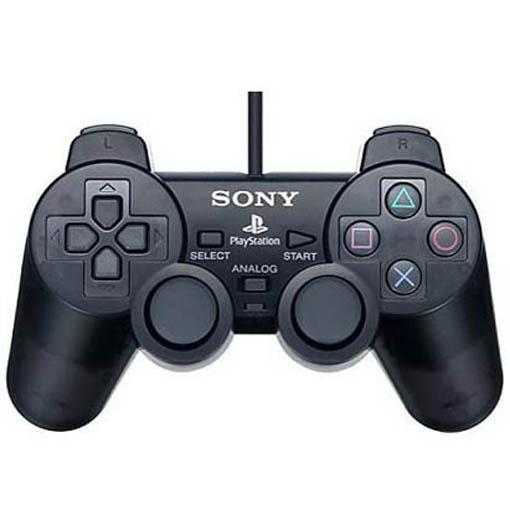 L
R
SONY
PlayStation
SELECT
START
ANALOG